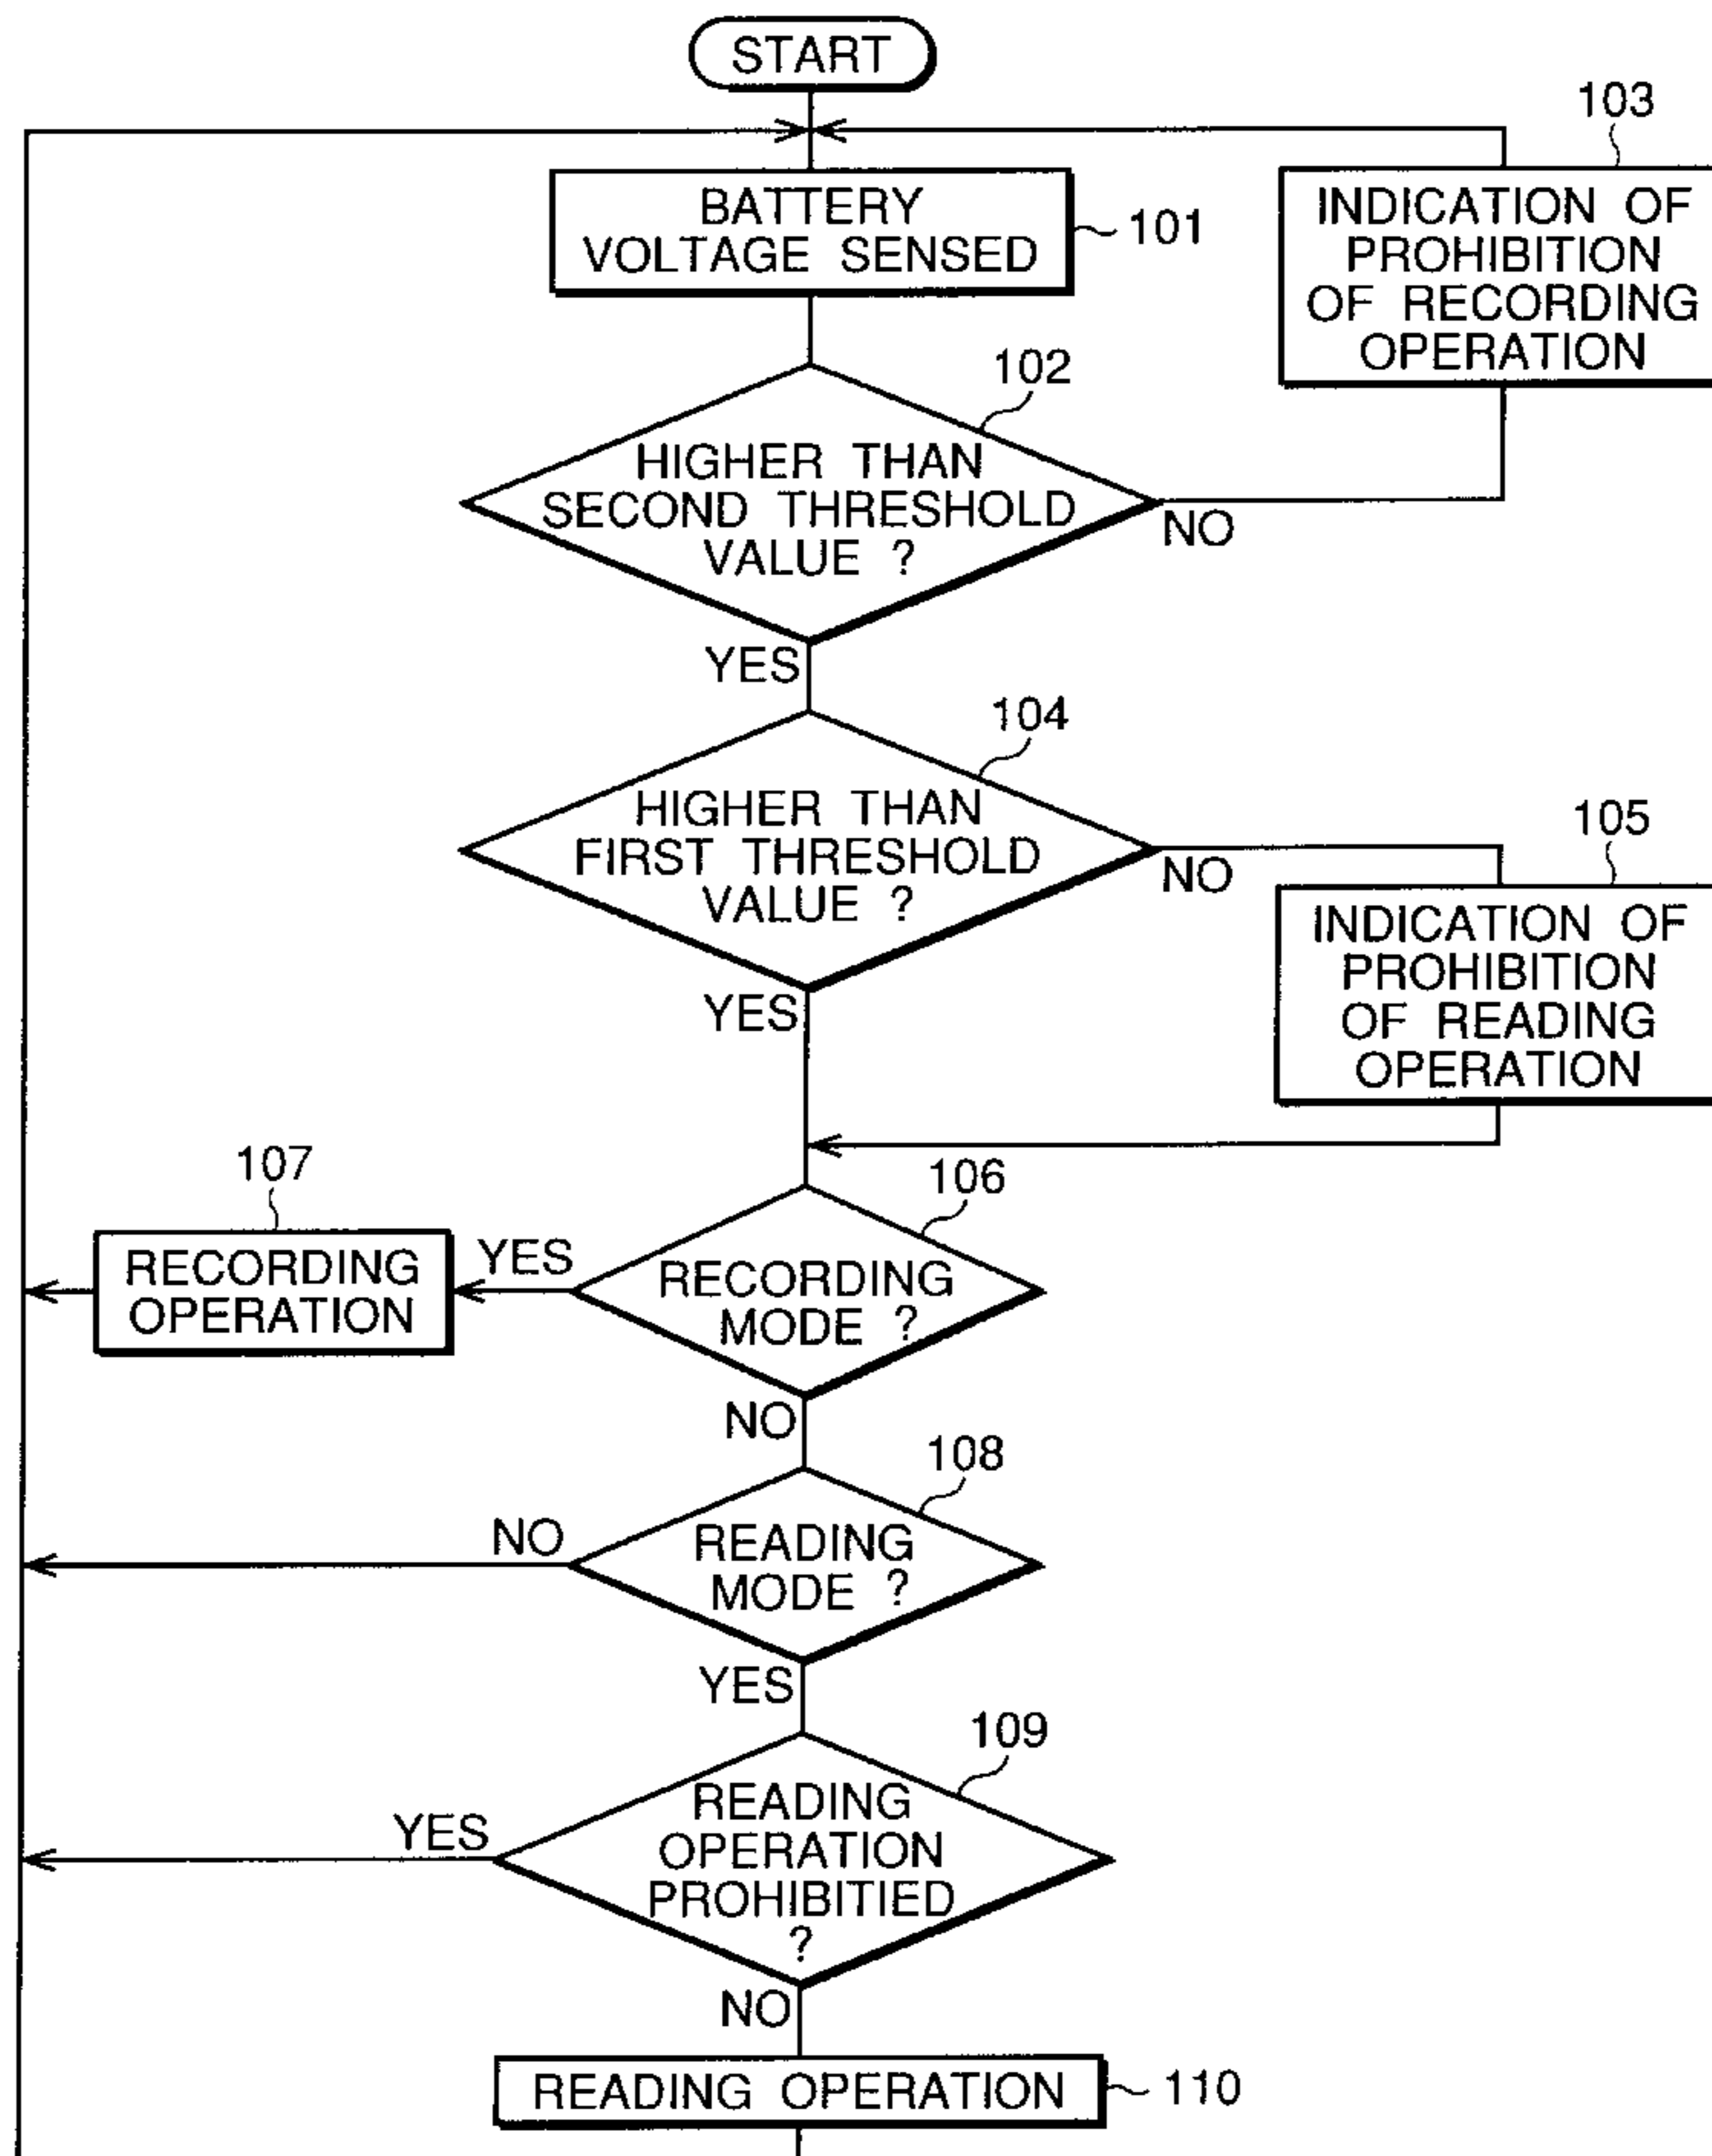 START
103
BATTERY
VOLTAGE SENSED
101
INDICATION OF
PROHIBITION
OF RECORDING
OPERATION
102
HIGHER THAN
SECOND THRESHOLD
VALUE ?
NO
YES
104
HIGHER THAN
FIRST THRESHOLD
VALUE ?
NO
YES
105
INDICATION OF
PROHIBITION
OF READING
OPERATION
106
RECORDING
MODE ?
YES
107
RECORDING
OPERATION
NO
108
READING
MODE ?
NO
YES
109
READING
OPERATION
PROHIBITIED
?
YES
NO
READING OPERATION
110